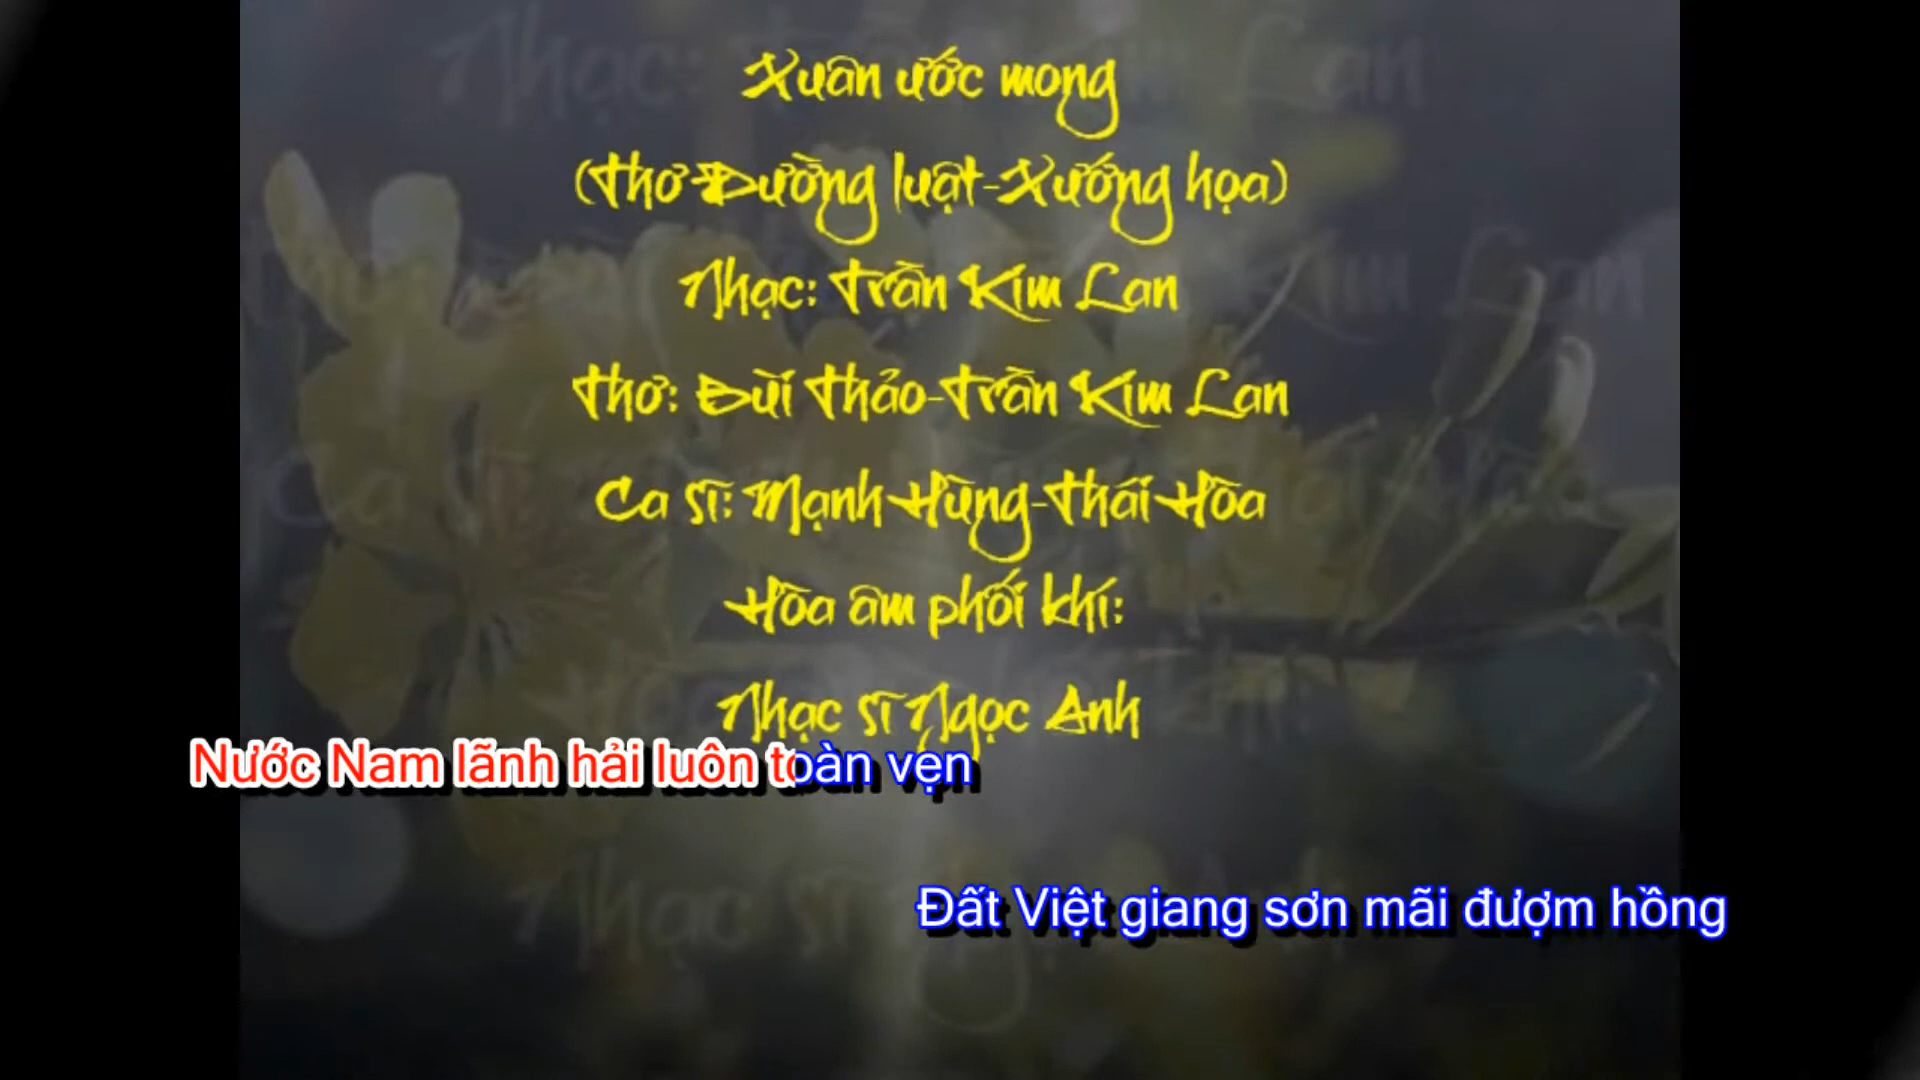 Xuân ước mong
(Thơ Đường luật-Xướng họa)
Nhạc: Trần Kim Lan
Thơ: Bùi Thảo-Trần Kim Lan
Ca sĩ: Mạnh Hùng-Thái Hòa
Hòa âm phối khí:
Nhạc sĩ Ngọc Anh
Nước Nam lãnh hải luôn toàn vẹn
Đất Việt giang sơn mãi đượm hồng